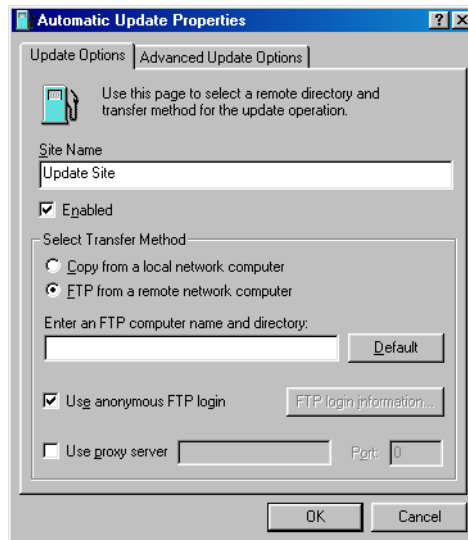 Automatic Update Properties
Update Options
Advanced Update Options
Use this page to select a remote directory and
transfer method for the update operation.
Site Name
Update Site
Enabled
Select Transfer Method
Copy from a local network computer
FTP from a remote network computer
Enter an FTP computer name and directory:
Default
Use anonymous FTP login
FTP login information...
Use proxy server
Port:
0
OK
Cancel